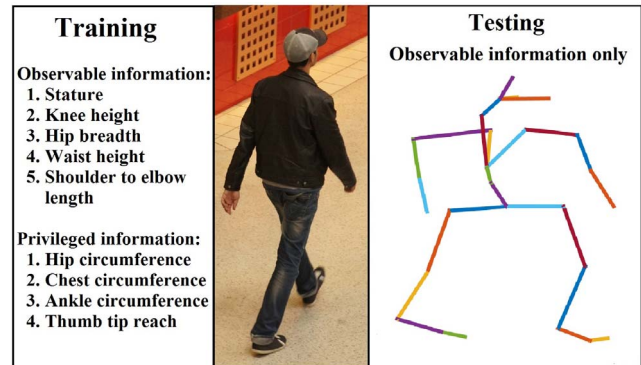 Training
Observable information:
1. Stature
2. Knee height
3. Hip breadth
4. Waist height
5. Shoulder to elbow
length
Privileged information:
1. Hip circumference
2. Chest circumference
3. Ankle circumference
4. Thumb tip reach
Testing
Observable information only